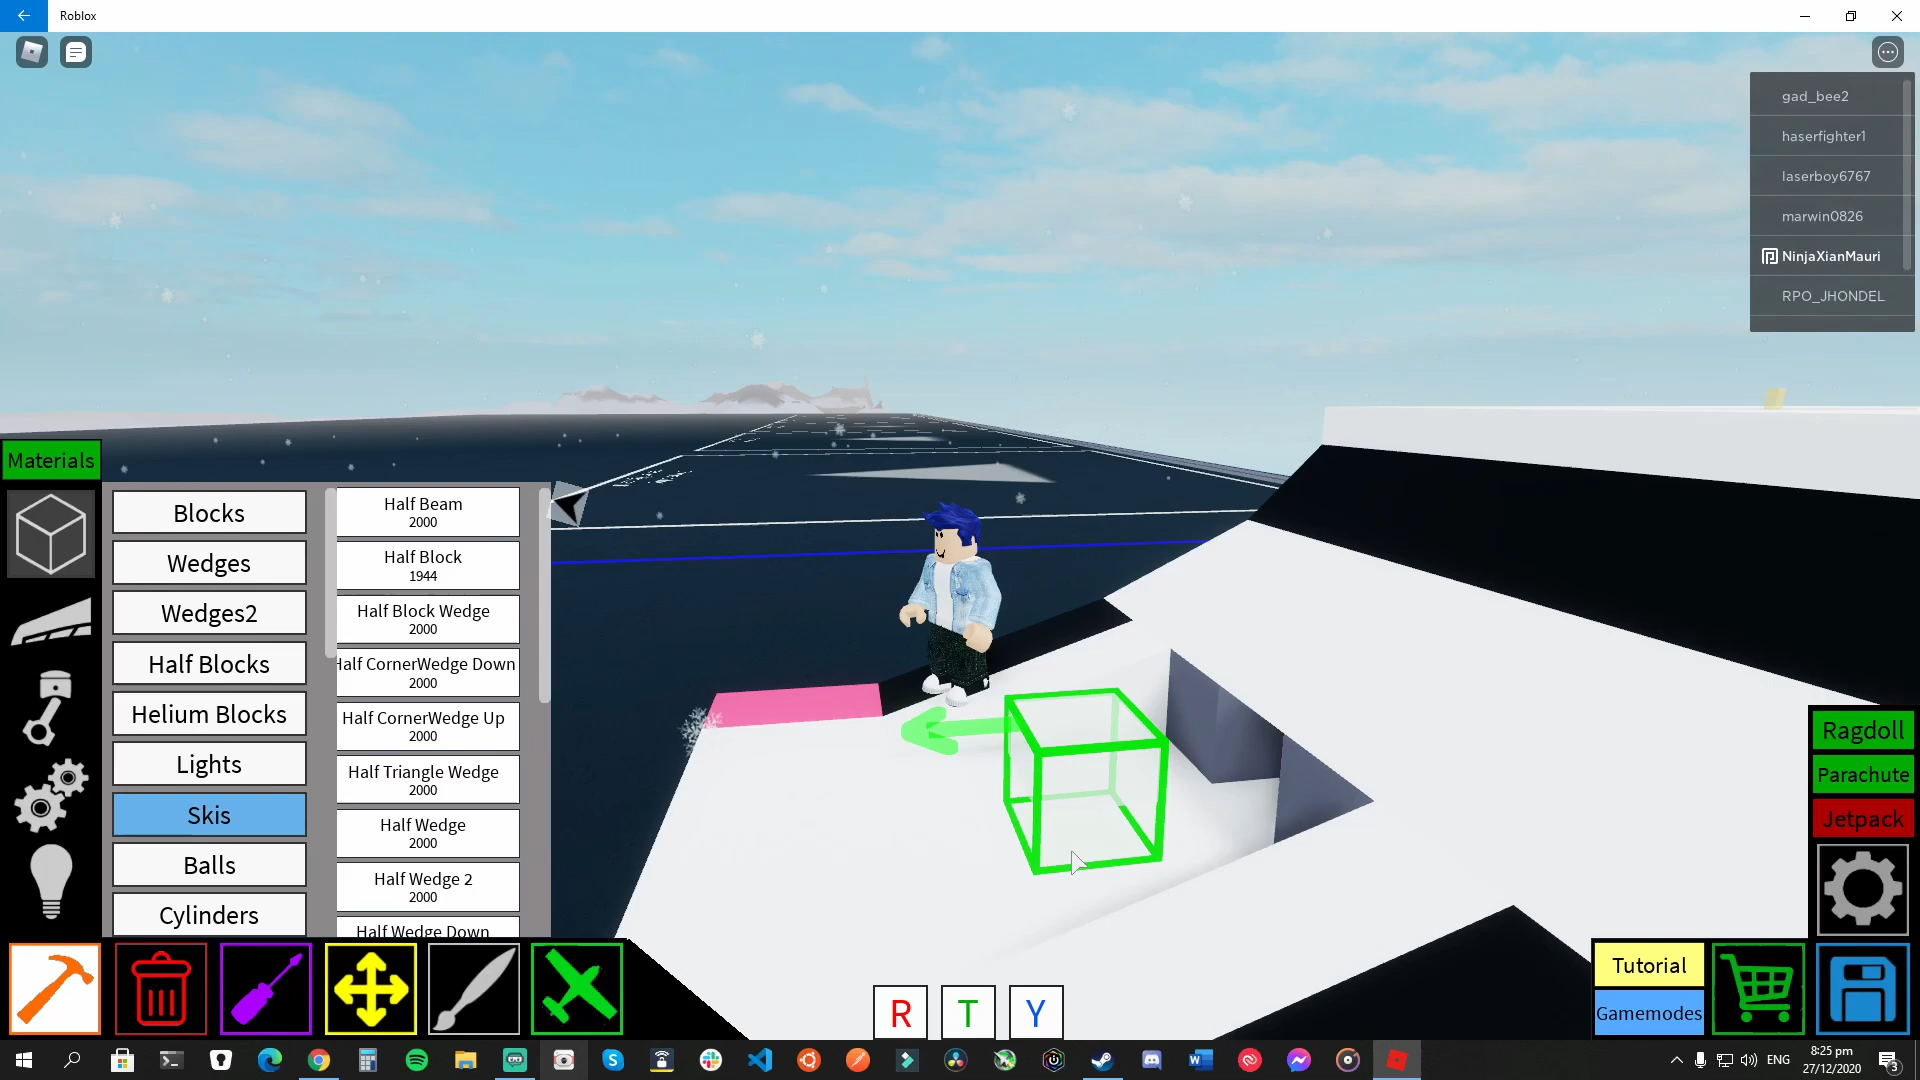 Roblox
gad_bee2
haserfighter1
laserboy6767
marwin0826
NinjaXianMauri
RPO_JHONDEL
Materials
Blocks
Wedges
Wedges2
Half Blocks
Helium Blocks
Lights
Skis
Balls
Cylinders
Half Beam
2000
Half Block
1944
Half Block Wedge
2000
Half CornerWedge Down
2000
Half CornerWedge Up
2000
Half Triangle Wedge
2000
Half Wedge
2000
Half Wedge 2
2000
Half Wedge Down
Ragdoll
Parachute
Jetpack
Tutorial
Gamemodes
R T Y
ENG
8:25 pm
27/12/2020
3